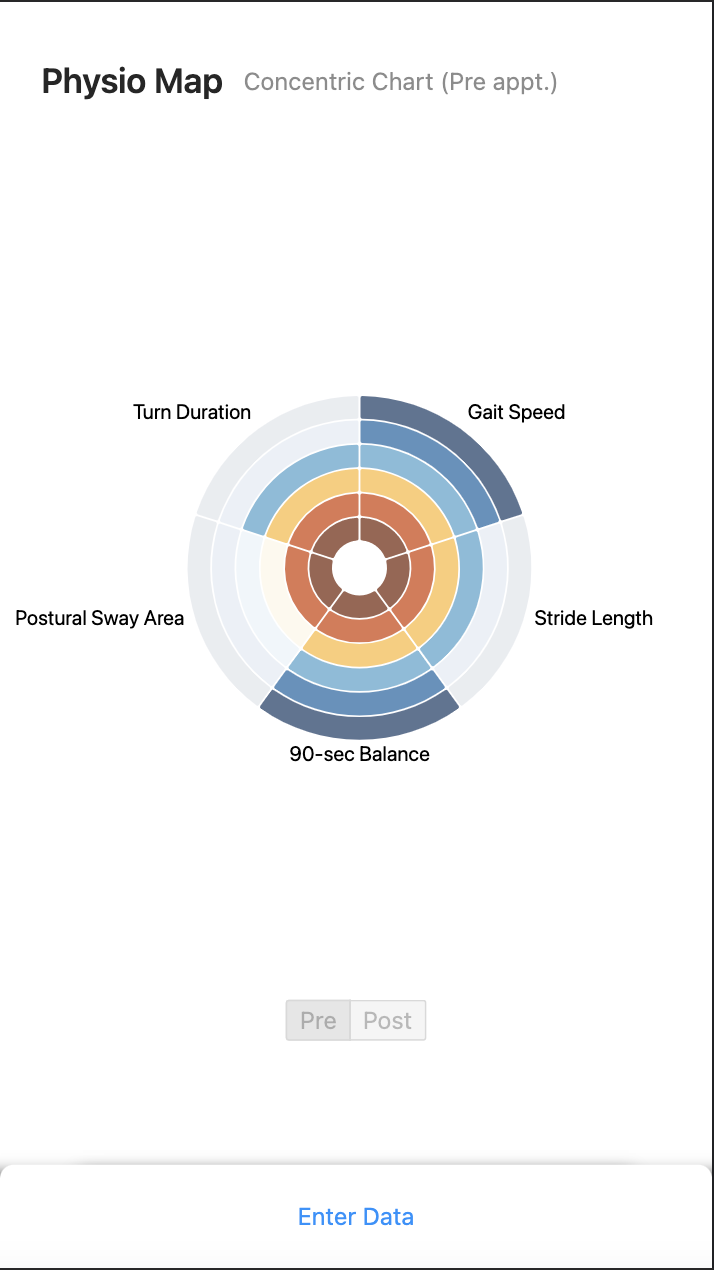 Physio Map Concentric Chart (Pre appt.)
Turn Duration
Gait Speed
Postural Sway Area
Stride Length
90-sec Balance
Pre
Post
Enter Data